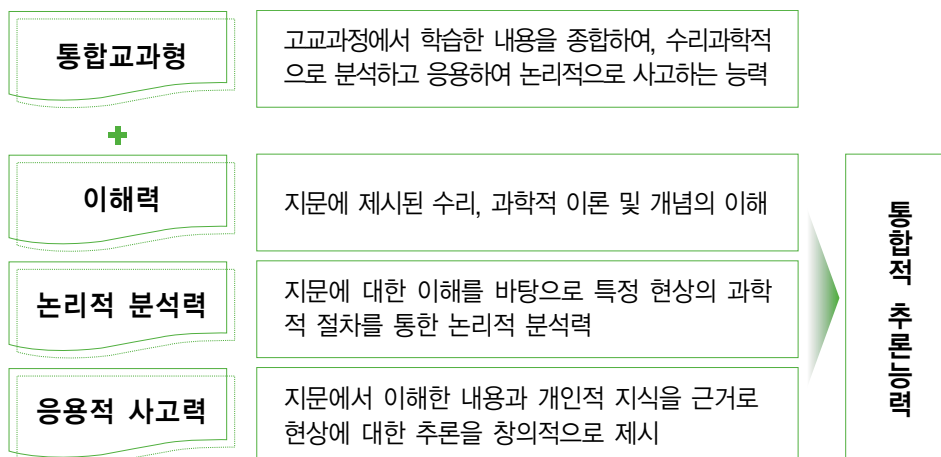 통합교과형
고교과정에서 학습한 내용을 종합하여, 수리과학적
으로 분석하고 응용하여 논리적으로 사고하는 능력
이해력
지문에 제시된 수리, 과학적 이론 및 개념의 이해
논리적 분석력
지문에 대한 이해를 바탕으로 특정 현상의 과학
적 절차를 통한 논리적 분석력
응용적 사고력
지문에서 이해한 내용과 개인적 지식을 근거로
현상에 대한 추론을 창의적으로 제시
통합적 추론능력